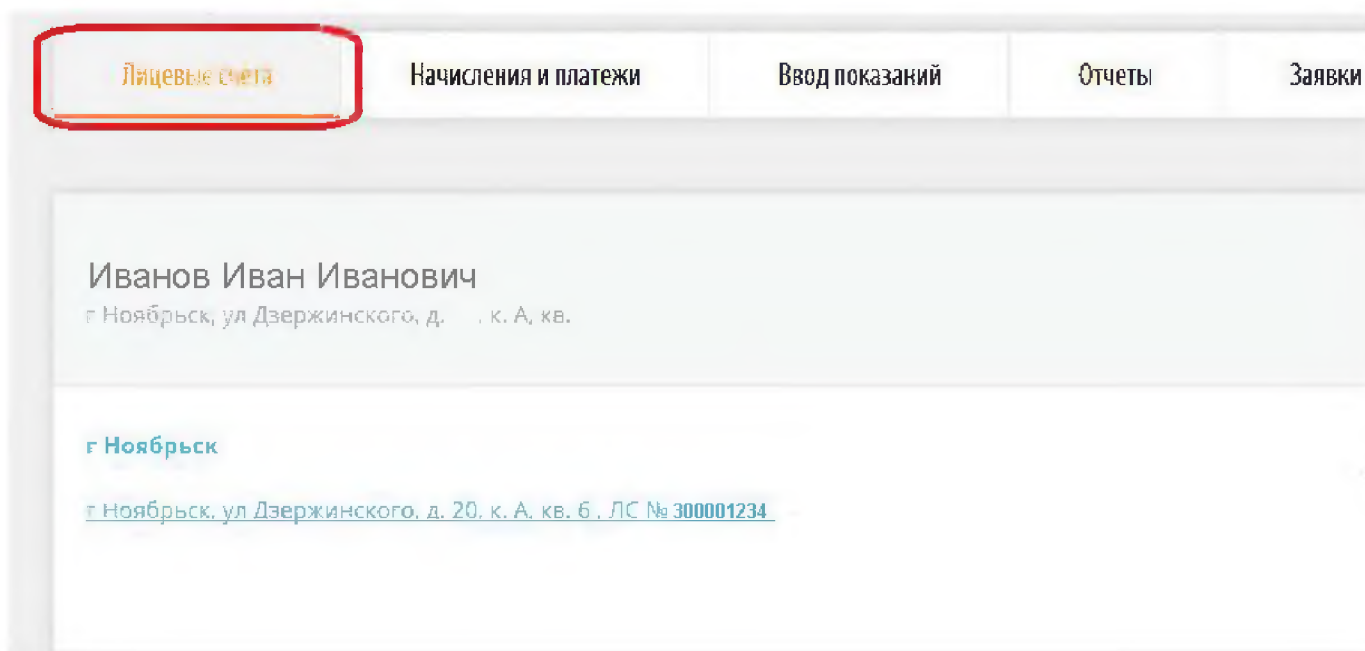 Лицевые счета Начисления и платежи Ввод показаний Отчеты Заявки
Иванов Иван Иванович
г Ноябрьск, ул Дзержинского, д. , к. А, кв.
г Ноябрьск
г Ноябрьск, ул Дзержинского, д. 20, к. А, кв. 6 , ЛС № 300001234